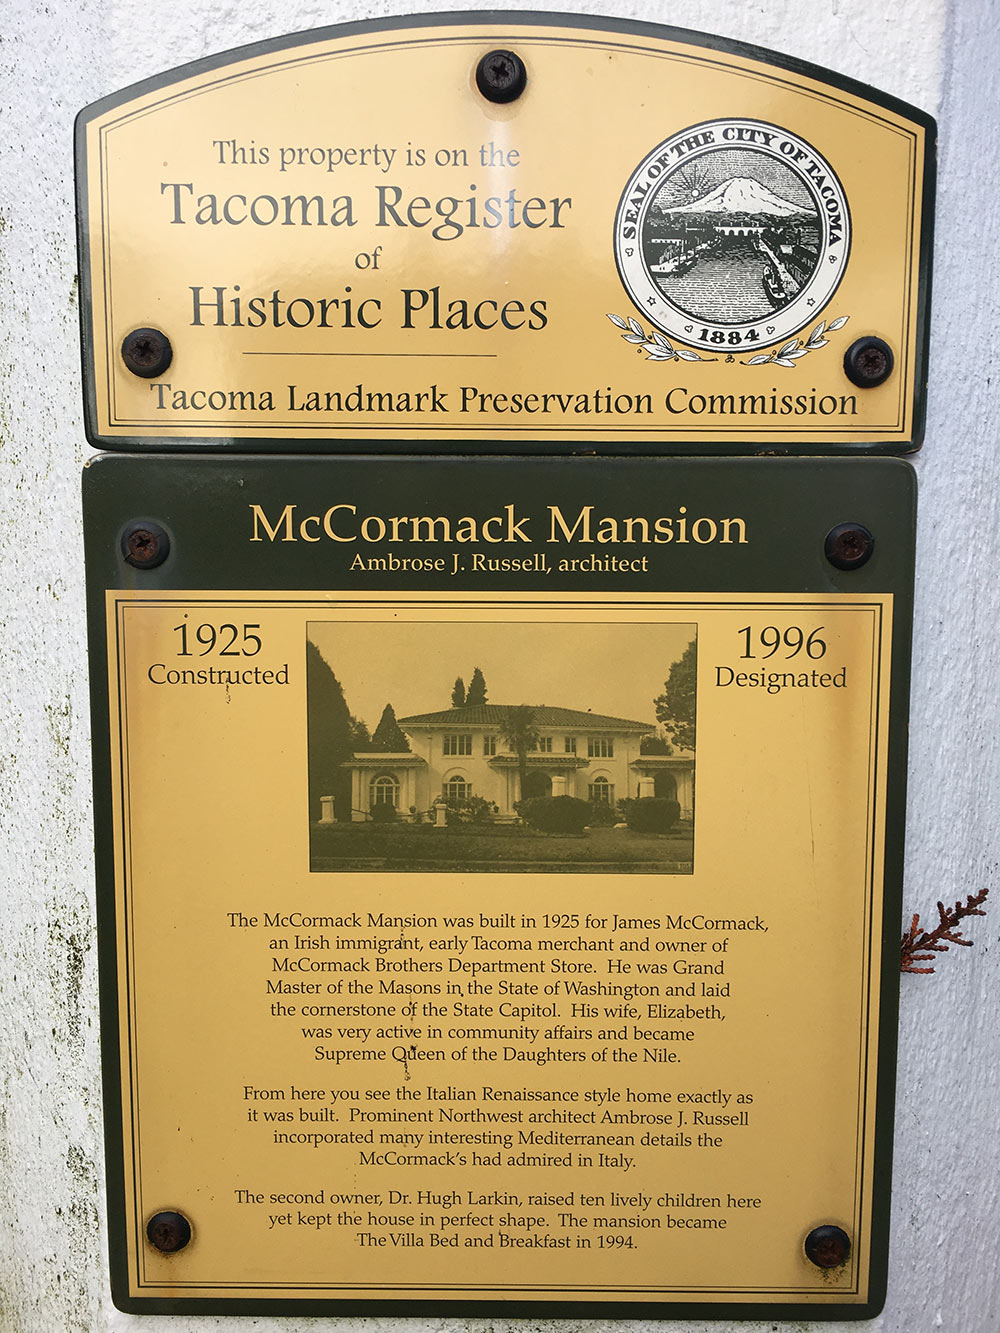 This property is on the
Tacoma Register
of
Historic Places
Tacoma Landmark Preservation Commission
SEAL OF THE CITY OF TACOMA
1884
McCormack Mansion
Ambrose J. Russell, architect
1925
Constructed
1996
Designated
The McCormack Mansion was built in 1925 for James McCormack,
an Irish immigrant, early Tacoma merchant and owner of
McCormack Brothers Department Store. He was Grand
Master of the Masons in the State of Washington and laid
the cornerstone of the State Capitol. His wife, Elizabeth,
was very active in community affairs and became
Supreme Queen of the Daughters of the Nile.
From here you see the Italian Renaissance style home exactly as
it was built. Prominent Northwest architect Ambrose J. Russell
incorporated many interesting Mediterranean details the
McCormack's had admired in Italy.
The second owner, Dr. Hugh Larkin, raised ten lively children here
yet kept the house in perfect shape. The mansion became
The Villa Bed and Breakfast in 1994.